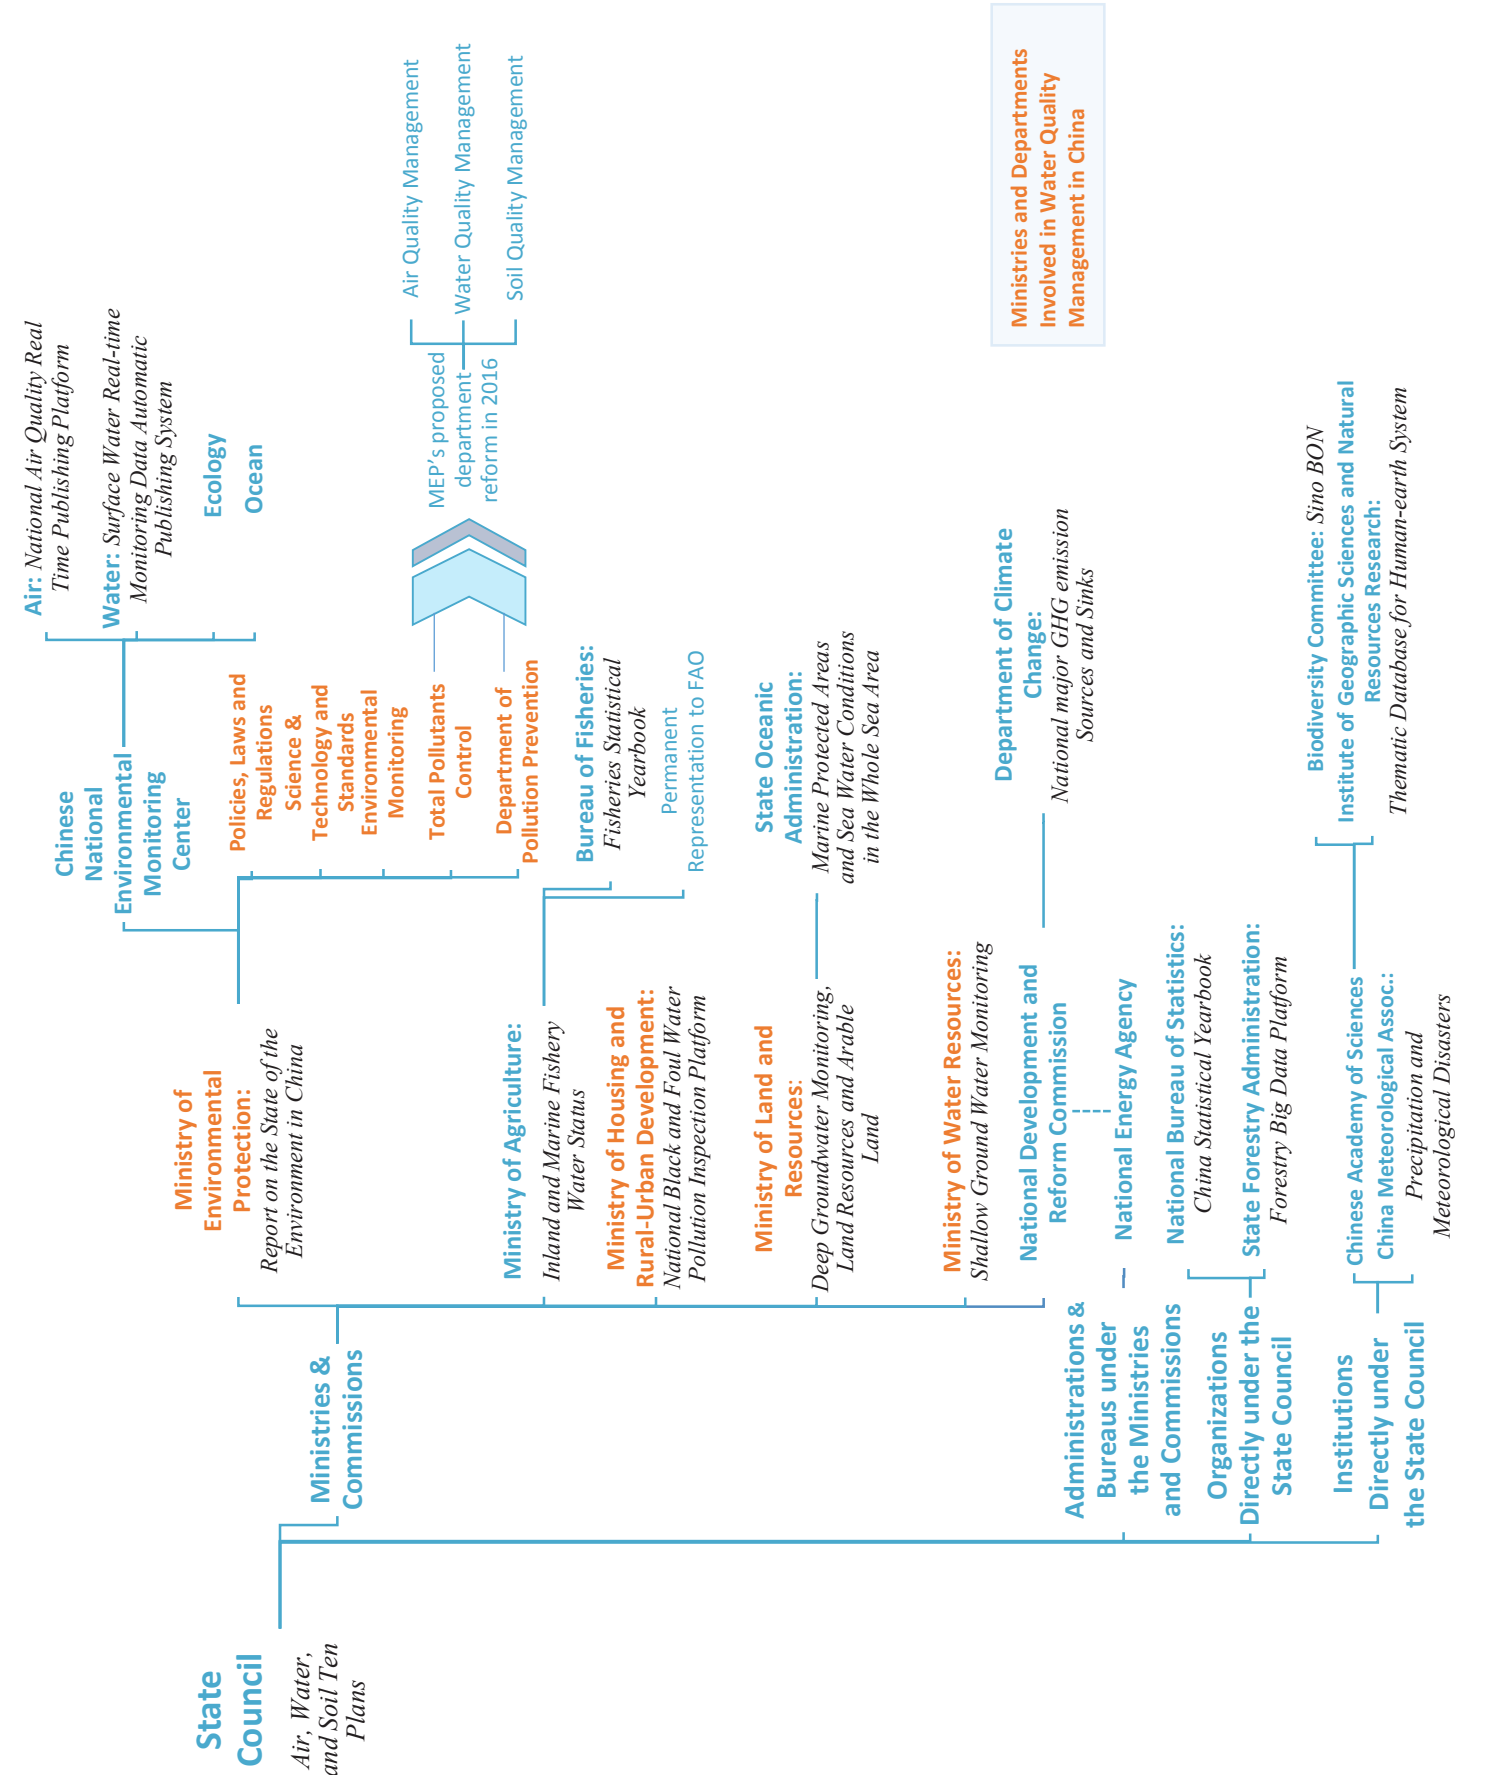 State
Council
Air, Water,
and Soil Ten
Plans
Ministries &
Commissions
Administrations &
Bureaus under
the Ministries
and Commissions
Organizations
Directly under the
State Council
Institutions
Directly under
the State Council
Ministry of
Environmental
Protection:
Report on the State of the
Environment in China
Ministry of Agriculture:
Inland and Marine Fishery
Water Status
Ministry of Housing and
Rural-Urban Development:
National Black and Foul Water
Pollution Inspection Platform
Ministry of Land and
Resources:
Deep Groundwater Monitoring,
Land Resources and Arable
Land
Ministry of Water Resources:
Shallow Ground Water Monitoring
National Development and
Reform Commission
National Energy Agency
National Bureau of Statistics:
China Statistical Yearbook
State Forestry Administration:
Forestry Big Data Platform
Chinese Academy of Sciences
China Meteorological Assoc.:
Precipitation and
Meteorological Disasters
Chinese
National
Environmental
Monitoring
Center
Policies, Laws and
Regulations
Science &
Technology and
Standards
Environmental
Monitoring
Total Pollutants
Control
Department of
Pollution Prevention
Bureau of Fisheries:
Fisheries Statistical
Yearbook
Permanent
Representation to FAO
State Oceanic
Administration:
Marine Protected Areas
and Sea Water Conditions
in the Whole Sea Area
Department of Climate
Change:
National major GHG emission
Sources and Sinks
Biodiversity Committee: Sino BON
Institute of Geographic Sciences and Natural
Resources Research:
Thematic Database for Human-earth System
Air: National Air Quality Real
Time Publishing Platform
Water: Surface Water Real-time
Monitoring Data Automatic
Publishing System
Ecology
Ocean
MEP's proposed
department
reform in 2016
Air Quality Management
Water Quality Management
Soil Quality Management
Ministries and Departments
Involved in Water Quality
Management in China